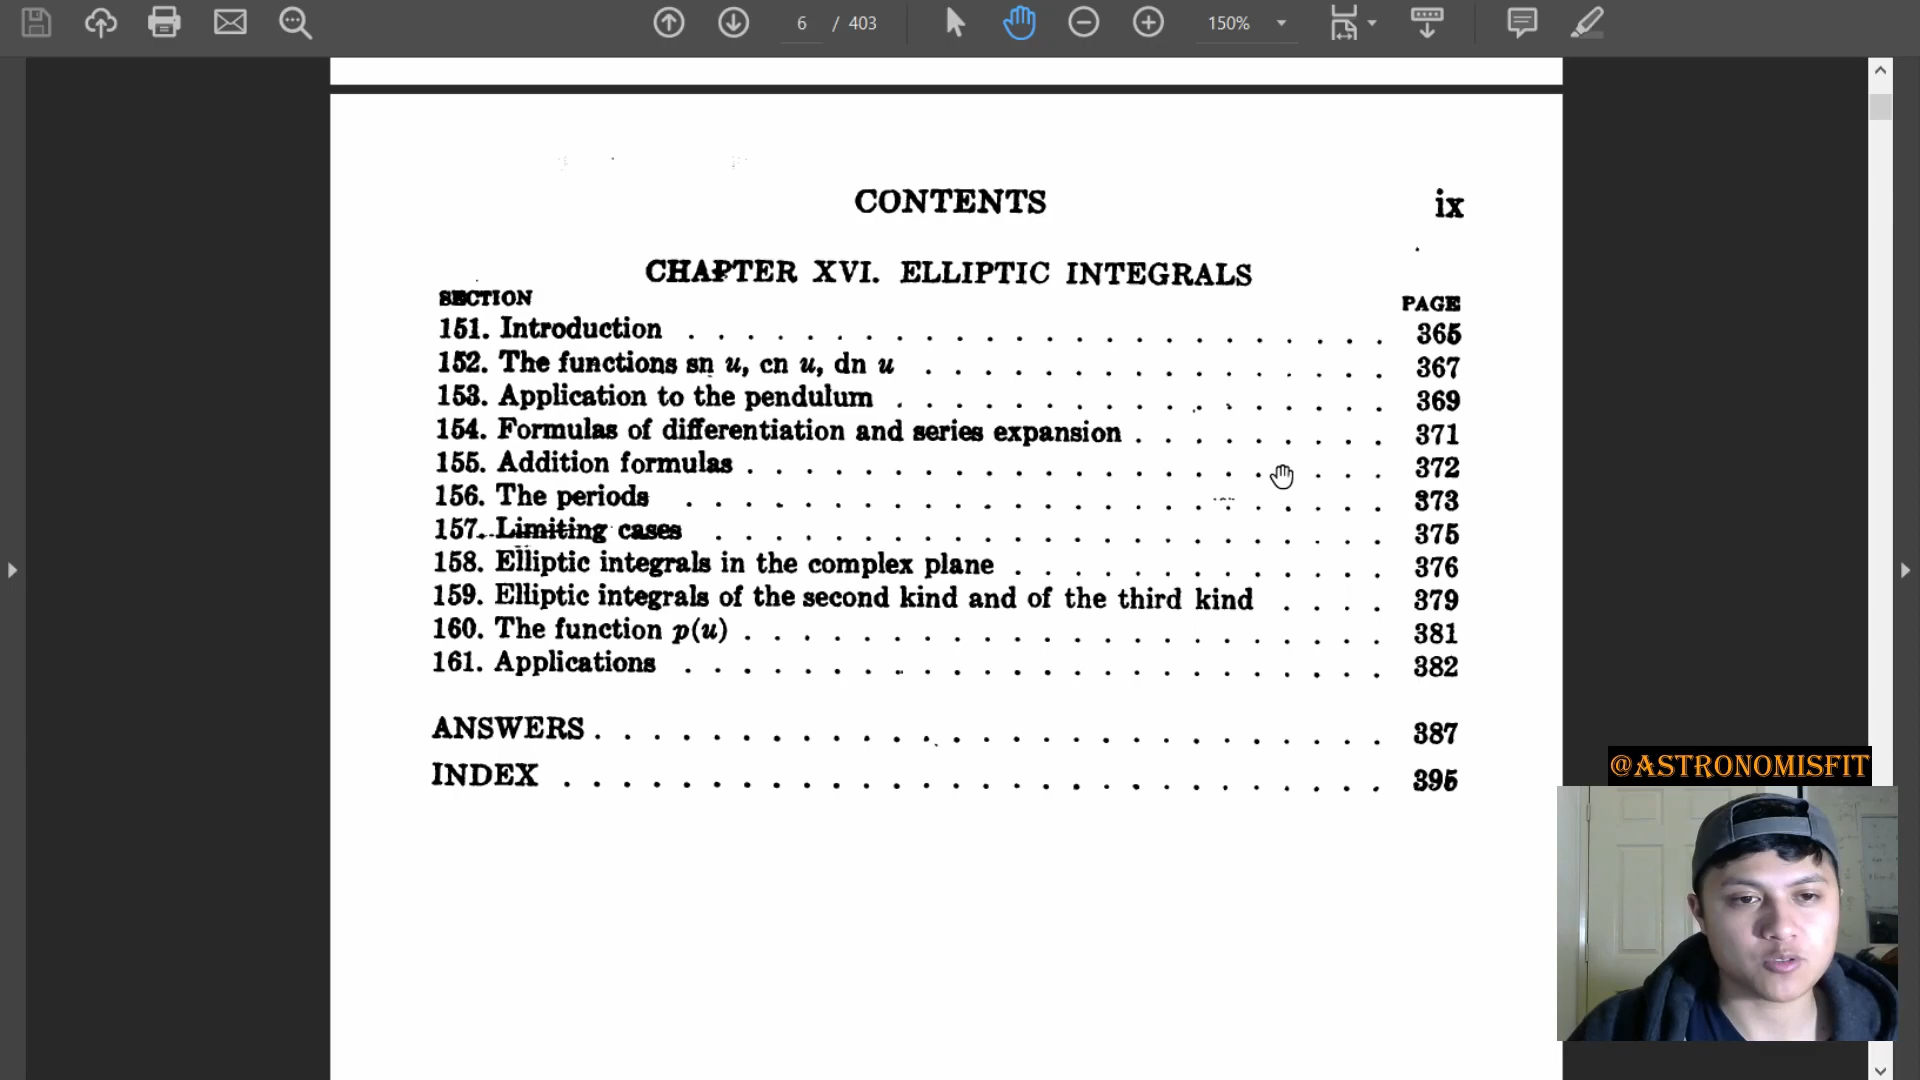 6 / 403
150%
CONTENTS
ix
CHAPTER XVI. ELLIPTIC INTEGRALS
SECTION PAGE
151. Introduction . . . . . . . . . . . . . . . . . . . . . . . . 365
152. The functions sn u, cn u, dn u . . . . . . . . . . . . . . . . 367
153. Application to the pendulum . . . . . . . . . . . . . . . . . 369
154. Formulas of differentiation and series expansion . . . . . . . . . 371
155. Addition formulas . . . . . . . . . . . . . . . . . . . . . . 372
156. The periods . . . . . . . . . . . . . . . . . . . . . . . . 373
157. Limiting cases . . . . . . . . . . . . . . . . . . . . . . . 375
158. Elliptic integrals in the complex plane . . . . . . . . . . . . . 376
159. Elliptic integrals of the second kind and of the third kind . . . . 379
160. The function p(u) . . . . . . . . . . . . . . . . . . . . . . 381
161. Applications . . . . . . . . . . . . . . . . . . . . . . . . 382
ANSWERS . . . . . . . . . . . . . . . . . . . . . . . . . . . 387
INDEX . . . . . . . . . . . . . . . . . . . . . . . . . . . . 395
@ASTRONOMISFIT